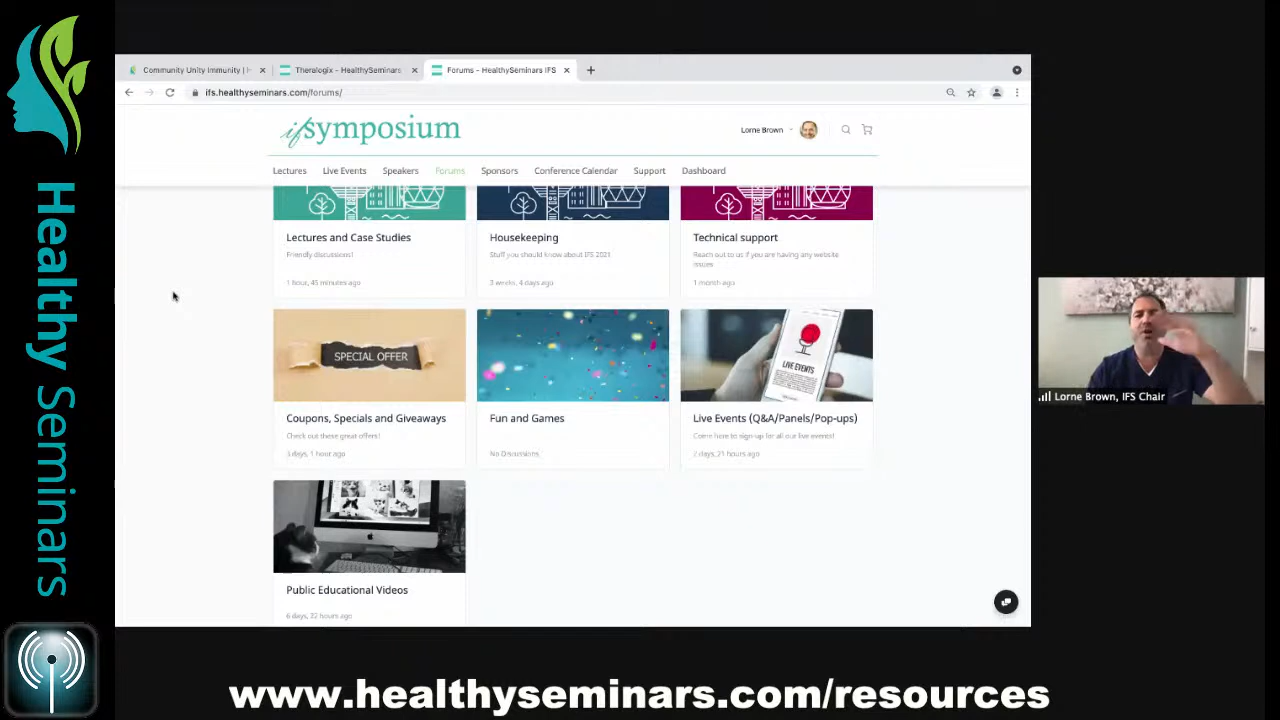 Healthy Seminars
Community Unity Immunity | I
Theralogix – HealthySeminars
Forums – HealthySeminars IFS
ifs.healthyseminars.com/forums/
ifsymposium
Lorne Brown
Lectures
Live Events
Speakers
Forums
Sponsors
Conference Calendar
Support
Dashboard
Lectures and Case Studies
Friendly discussions!
1 hour, 45 minutes ago
Housekeeping
Stuff you should know about IFS 2021
3 weeks, 4 days ago
Technical support
Reach out to us if you are having any website
issues
1 month ago
SPECIAL OFFER
Coupons, Specials and Giveaways
Check out these great offers!
3 days, 1 hour ago
Fun and Games
No Discussions
LIVE EVENTS
Live Events (Q&A/Panels/Pop-ups)
Come here to sign-up for all our live events!
2 days, 21 hours ago
Public Educational Videos
6 days, 22 hours ago
Lorne Brown, IFS Chair
www.healthyseminars.com/resources